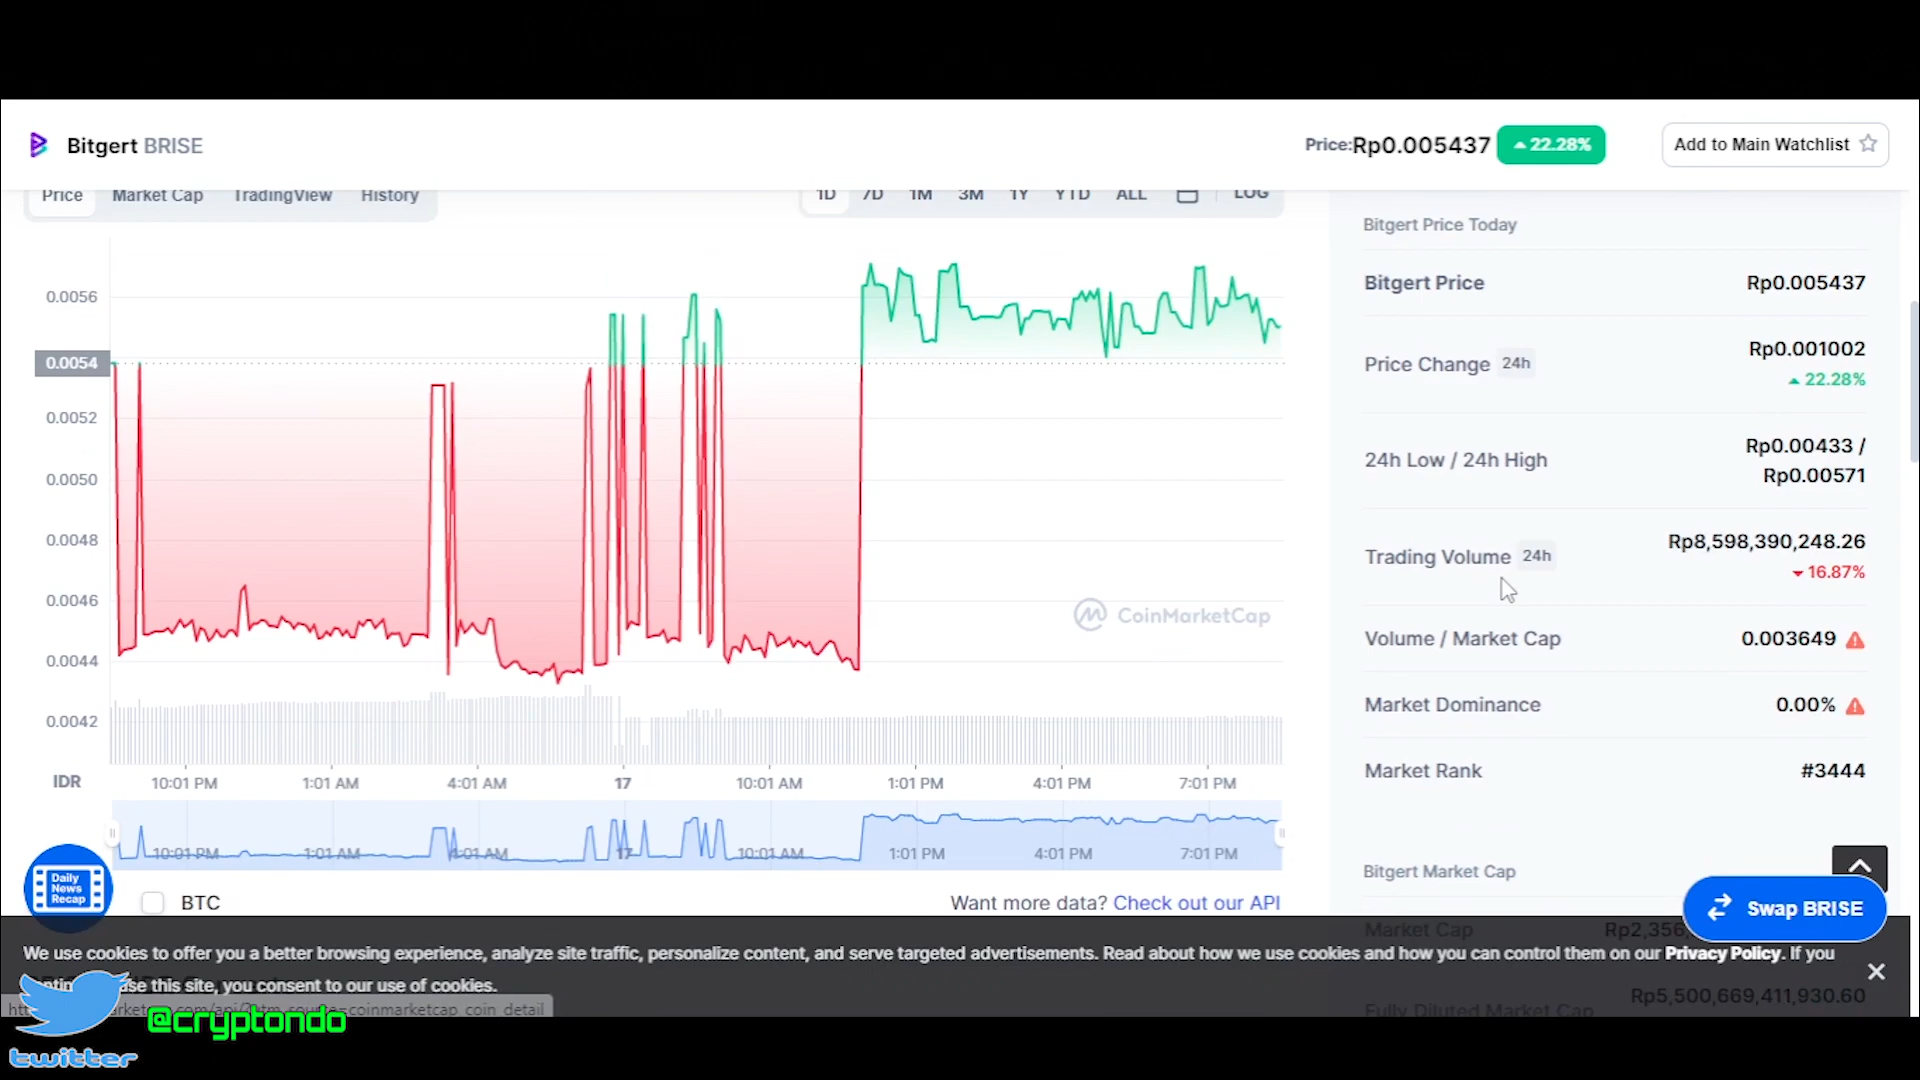 Bitgert BRISE
Price:Rp0.005437 22.28% Add to Main Watchlist
Price Market Cap TradingView History
1D 7D 1M 3M 1Y YTD ALL LOG
0.0056
0.0054
0.0052
0.0050
0.0048
0.0046
0.0044
0.0042
CoinMarketCap
IDR 10:01 PM 1:01 AM 4:01 AM 17 10:01 AM 1:01 PM 4:01 PM 7:01 PM
10:01 PM 1:01 AM 4:01 AM 17 10:01 AM 1:01 PM 4:01 PM 7:01 PM
Daily
News
Recap
BTC
Want more data? Check out our API
Bitgert Price Today
Bitgert Price Rp0.005437
Price Change 24h Rp0.001002
22.28%
24h Low / 24h High Rp0.00433 /
Rp0.00571
Trading Volume 24h Rp8,598,390,248.26
16.87%
Volume / Market Cap 0.003649
Market Dominance 0.00%
Market Rank #3444
Bitgert Market Cap
Swap BRISE
Market Cap Rp2,356
We use cookies to offer you a better browsing experience, analyze site traffic, personalize content, and serve targeted advertisements. Read about how we use cookies and how you can control them on our Privacy Policy. If you
se this site, you consent to our use of cookies.
Fully Diluted Market Cap Rp5,500,669,411,930.60
@cryptondo
twitter